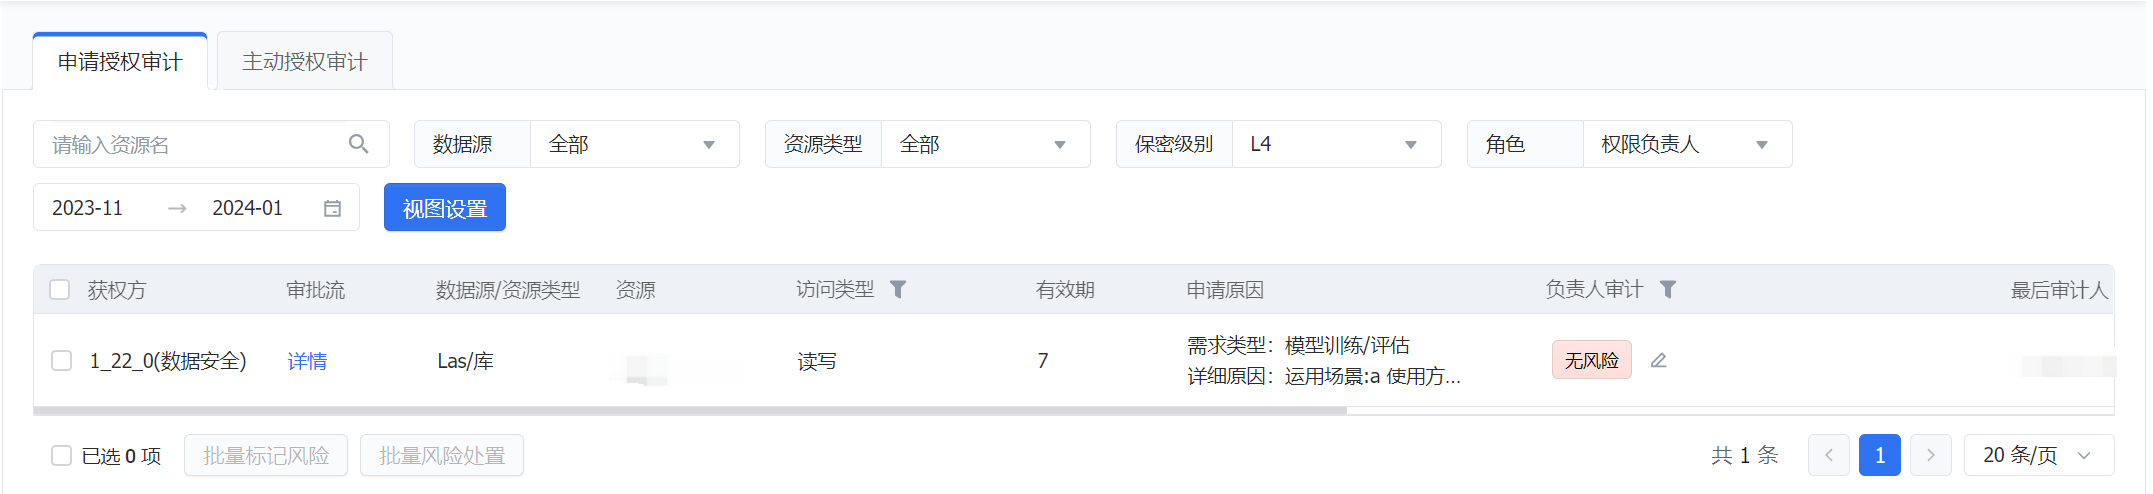 申请授权审计 主动授权审计
请输入资源名 数据源 全部 资源类型 全部 保密级别 L4 角色 权限负责人
2023-11 → 2024-01 视图设置
获权方 审批流 数据源/资源类型 资源 访问类型 有效期 申请原因 负责人审计 最后审计人
1_22_0(数据安全) 详情 Las/库 读写 7 需求类型：模型训练/评估 无风险
详细原因：运用场景:a 使用方...
已选 0 项 批量标记风险 批量风险处置 共 1 条 1 20 条/页